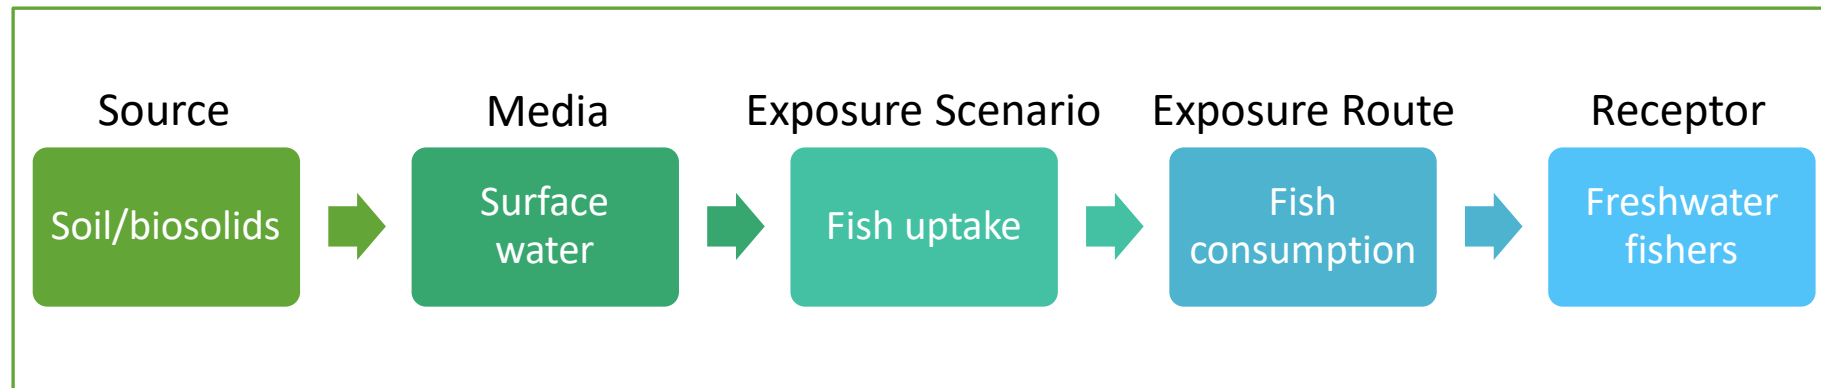 Source
Media
Exposure Scenario
Exposure Route
Receptor
Soil/biosolids
Surface
water
Fish uptake
Fish
consumption
Freshwater
fishers